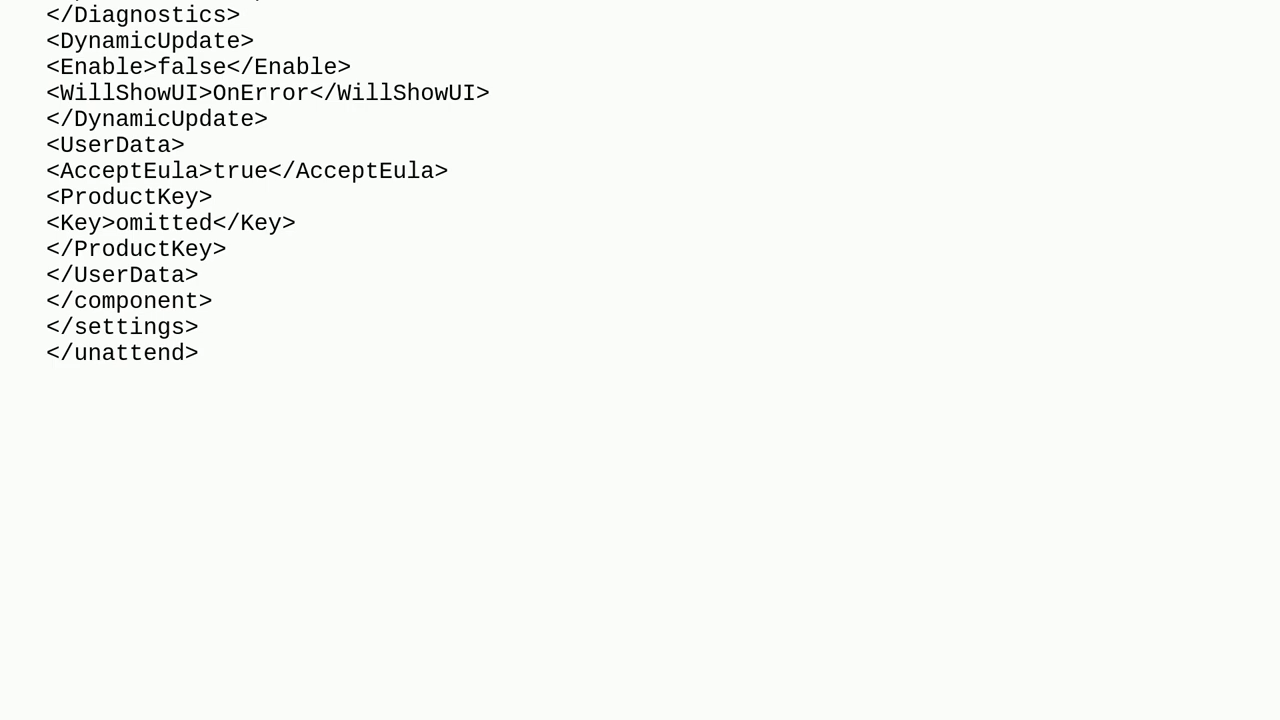 </Diagnostics>
<DynamicUpdate>
<Enable>false</Enable>
<WillShowUI>OnError</WillShowUI>
</DynamicUpdate>
<UserData>
<AcceptEula>true</AcceptEula>
<ProductKey>
<Key>omitted</Key>
</ProductKey>
</UserData>
</component>
</settings>
</unattend>